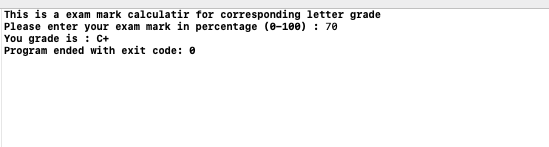 This is a exam mark calculatir for corresponding letter grade
Please enter your exam mark in percentage (0-100) : 70
You grade is : C+
Program ended with exit code: 0